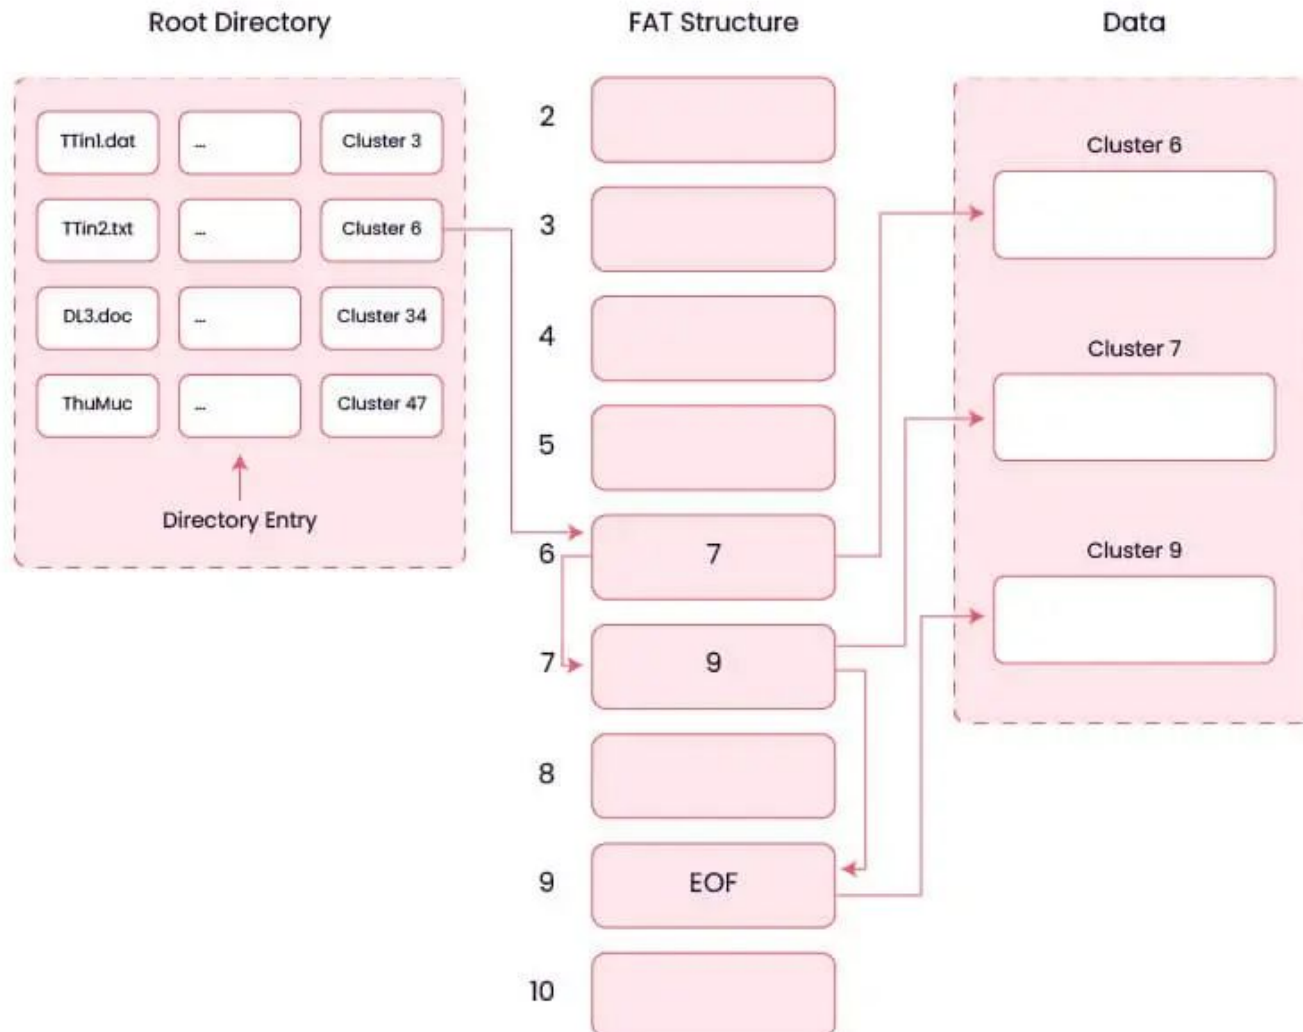 Root Directory
FAT Structure
Data
TTin1.dat ... Cluster 3
TTin2.txt ... Cluster 6
DL3.doc ... Cluster 34
ThuMuc ... Cluster 47
Directory Entry
2
3
4
5
6 7
7 9
8
9 EOF
10
Cluster 6
Cluster 7
Cluster 9